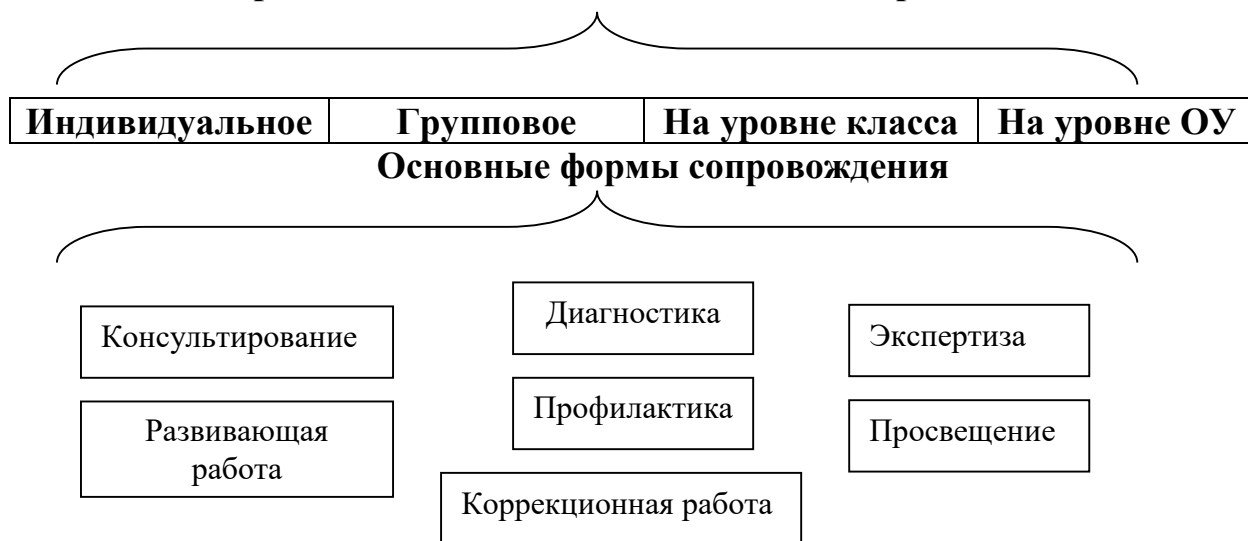 Индивидуальное Групповое На уровне класса На уровне ОУ
Основные формы сопровождения
Консультирование
Диагностика
Экспертиза
Развивающая
работа
Профилактика
Просвещение
Коррекционная работа